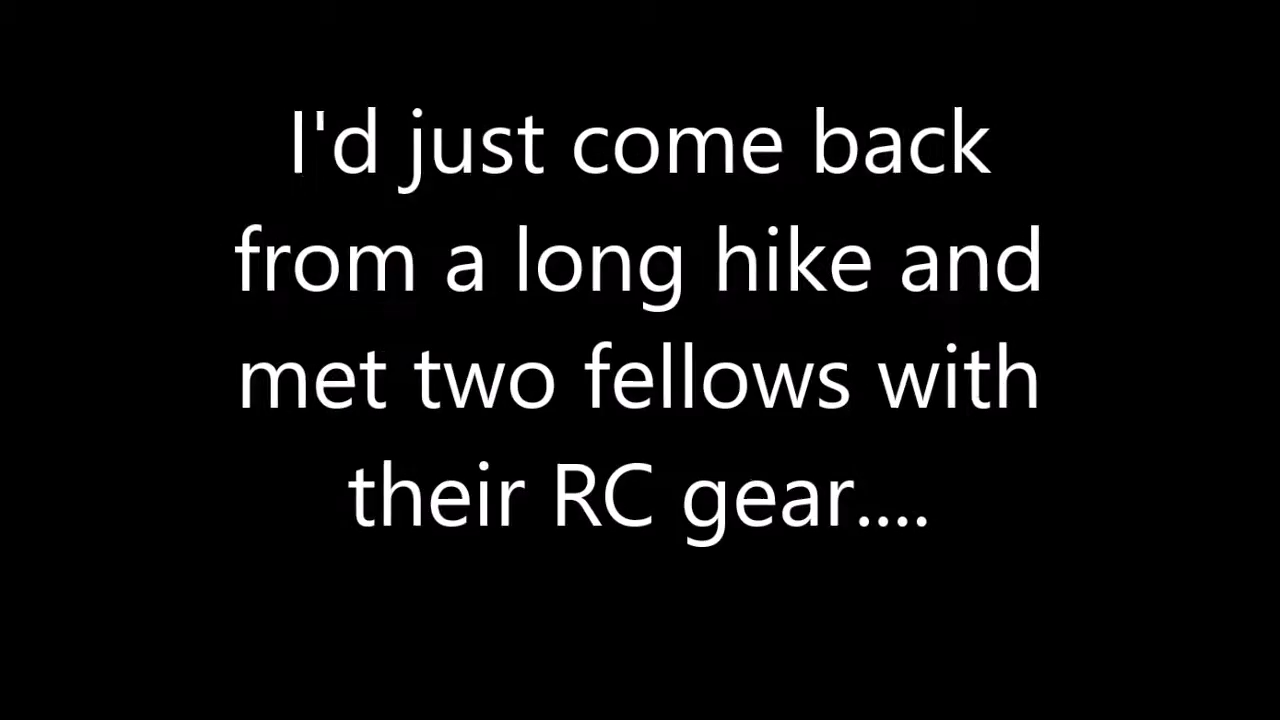 I'd just come back
from a long hike and
met two fellows with
their RC gear....